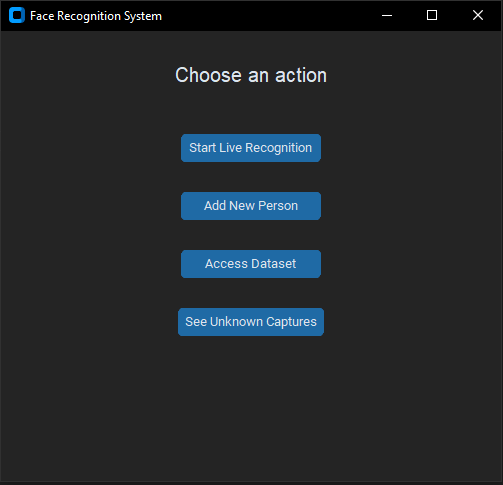 Face Recognition System
Choose an action
Start Live Recognition
Add New Person
Access Dataset
See Unknown Captures